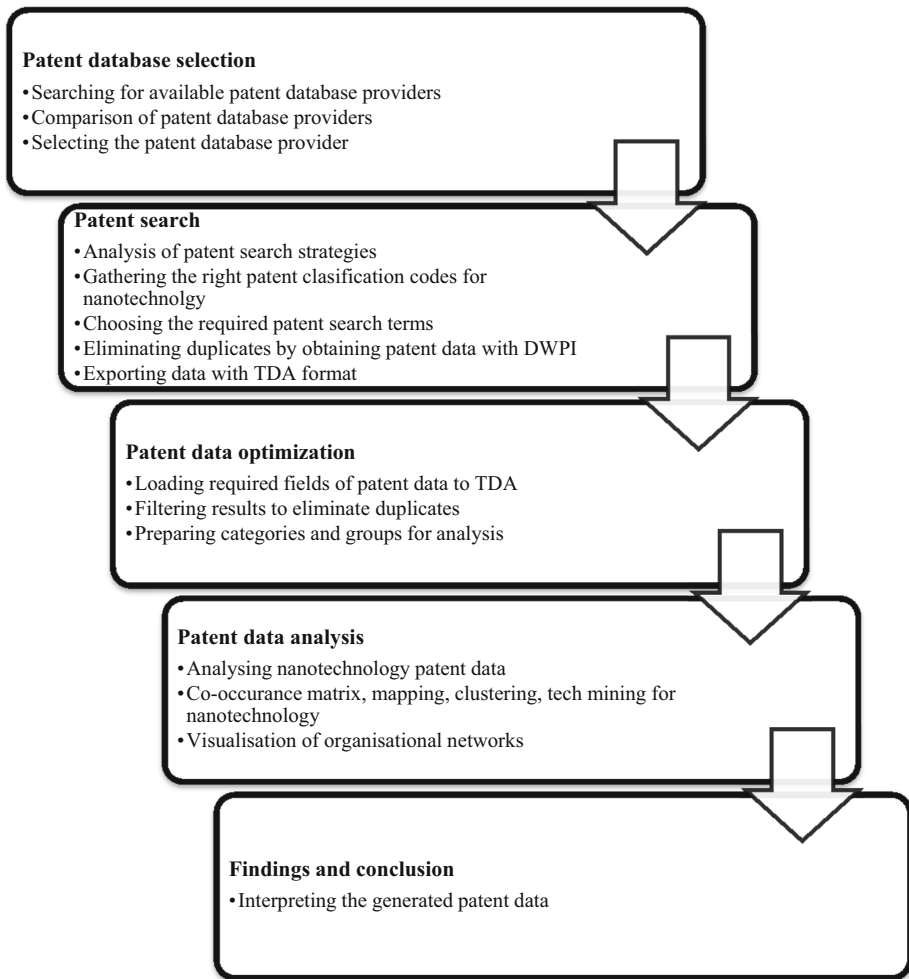 Patent database selection
•Searching for available patent database providers
•Comparison of patent database providers
•Selecting the patent database provider
Patent search
•Analysis of patent search strategies
•Gathering the right patent clasification codes for
nanotechnolgy
•Choosing the required patent search terms
•Eliminating duplicates by obtaining patent data with DWPI
•Exporting data with TDA format
Patent data optimization
•Loading required fields of patent data to TDA
•Filtering results to eliminate duplicates
•Preparing categories and groups for analysis
Patent data analysis
•Analysing nanotechnology patent data
•Co-occurance matrix, mapping, clustering, tech mining for
nanotechnology
•Visualisation of organisational networks
Findings and conclusion
•Interpreting the generated patent data